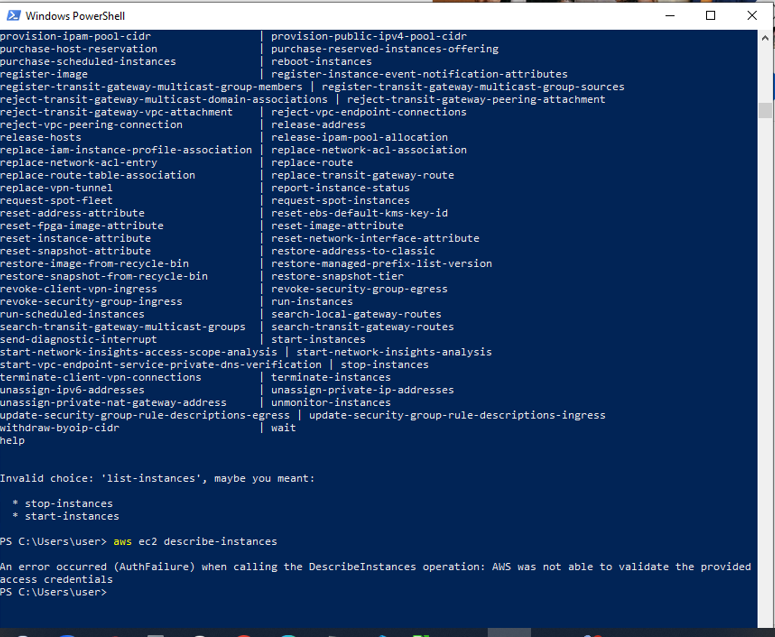 Windows PowerShell
provision-ipam-pool-cidr | provision-public-ipv4-pool-cidr
purchase-host-reservation | purchase-reserved-instances-offering
purchase-scheduled-instances | reboot-instances
register-image | register-instance-event-notification-attributes
register-transit-gateway-multicast-group-members | register-transit-gateway-multicast-group-sources
reject-transit-gateway-multicast-domain-associations | reject-transit-gateway-peering-attachment
reject-transit-gateway-vpc-attachment | reject-vpc-endpoint-connections
reject-vpc-peering-connection | release-address
release-hosts | release-ipam-pool-allocation
replace-iam-instance-profile-association | replace-network-acl-association
replace-network-acl-entry | replace-route
replace-route-table-association | replace-transit-gateway-route
replace-vpn-tunnel | report-instance-status
request-spot-fleet | request-spot-instances
reset-address-attribute | reset-ebs-default-kms-key-id
reset-fpga-image-attribute | reset-image-attribute
reset-instance-attribute | reset-network-interface-attribute
reset-snapshot-attribute | restore-address-to-classic
restore-image-from-recycle-bin | restore-managed-prefix-list-version
restore-snapshot-from-recycle-bin | restore-snapshot-tier
revoke-client-vpn-ingress | revoke-security-group-egress
revoke-security-group-ingress | run-instances
run-scheduled-instances | search-local-gateway-routes
search-transit-gateway-multicast-groups | search-transit-gateway-routes
send-diagnostic-interrupt | start-instances
start-network-insights-access-scope-analysis | start-network-insights-analysis
start-vpc-endpoint-service-private-dns-verification | stop-instances
terminate-client-vpn-connections | terminate-instances
unassign-ipv6-addresses | unassign-private-ip-addresses
unassign-private-nat-gateway-address | unmonitor-instances
update-security-group-rule-descriptions-egress | update-security-group-rule-descriptions-ingress
withdraw-byoip-cidr | wait
help
Invalid choice: 'list-instances', maybe you meant:
* stop-instances
* start-instances
PS C:\Users\user> aws ec2 describe-instances
An error occurred (AuthFailure) when calling the DescribeInstances operation: AWS was not able to validate the provided
access credentials
PS C:\Users\user>